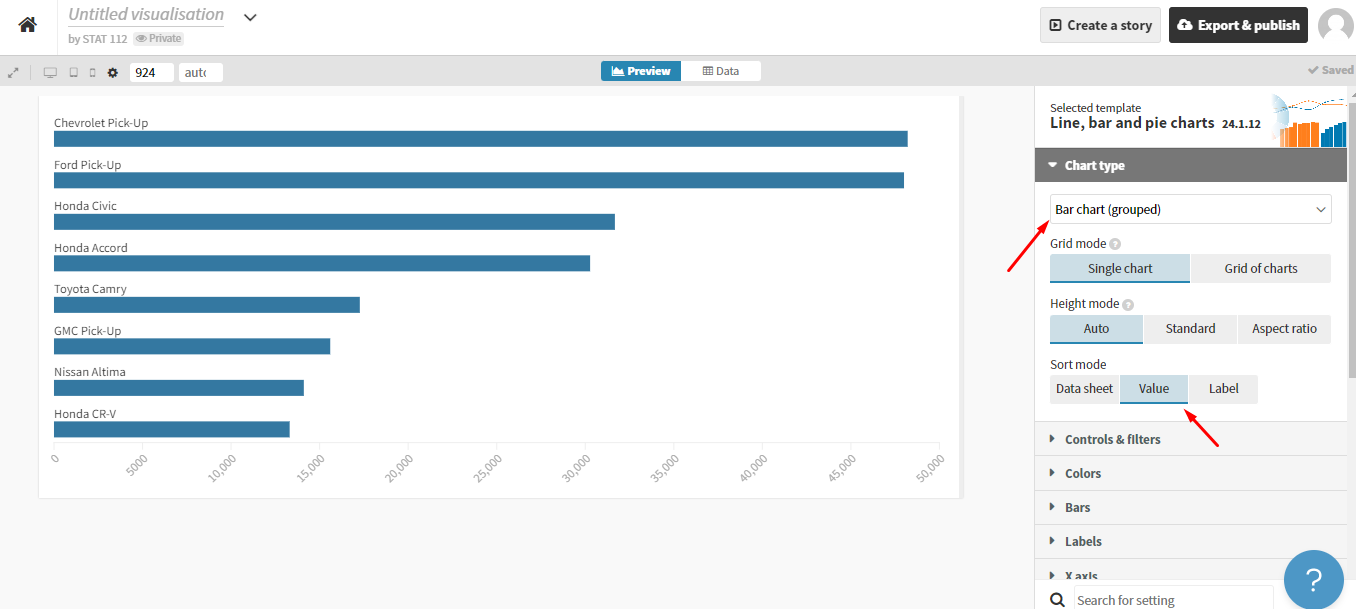 Untitled visualisation
by STAT 112 Private
Create a story
Export & publish
924
auto
Preview
Data
Saved
Chevrolet Pick-Up
Ford Pick-Up
Honda Civic
Honda Accord
Toyota Camry
GMC Pick-Up
Nissan Altima
Honda CR-V
0 5000 10,000 15,000 20,000 25,000 30,000 35,000 40,000 45,000 50,000
Selected template
Line, bar and pie charts 24.1.12
Chart type
Bar chart (grouped)
Grid mode ?
Single chart Grid of charts
Height mode ?
Auto Standard Aspect ratio
Sort mode
Data sheet Value Label
Controls & filters
Colors
Bars
Labels
X axis
Search for setting
?